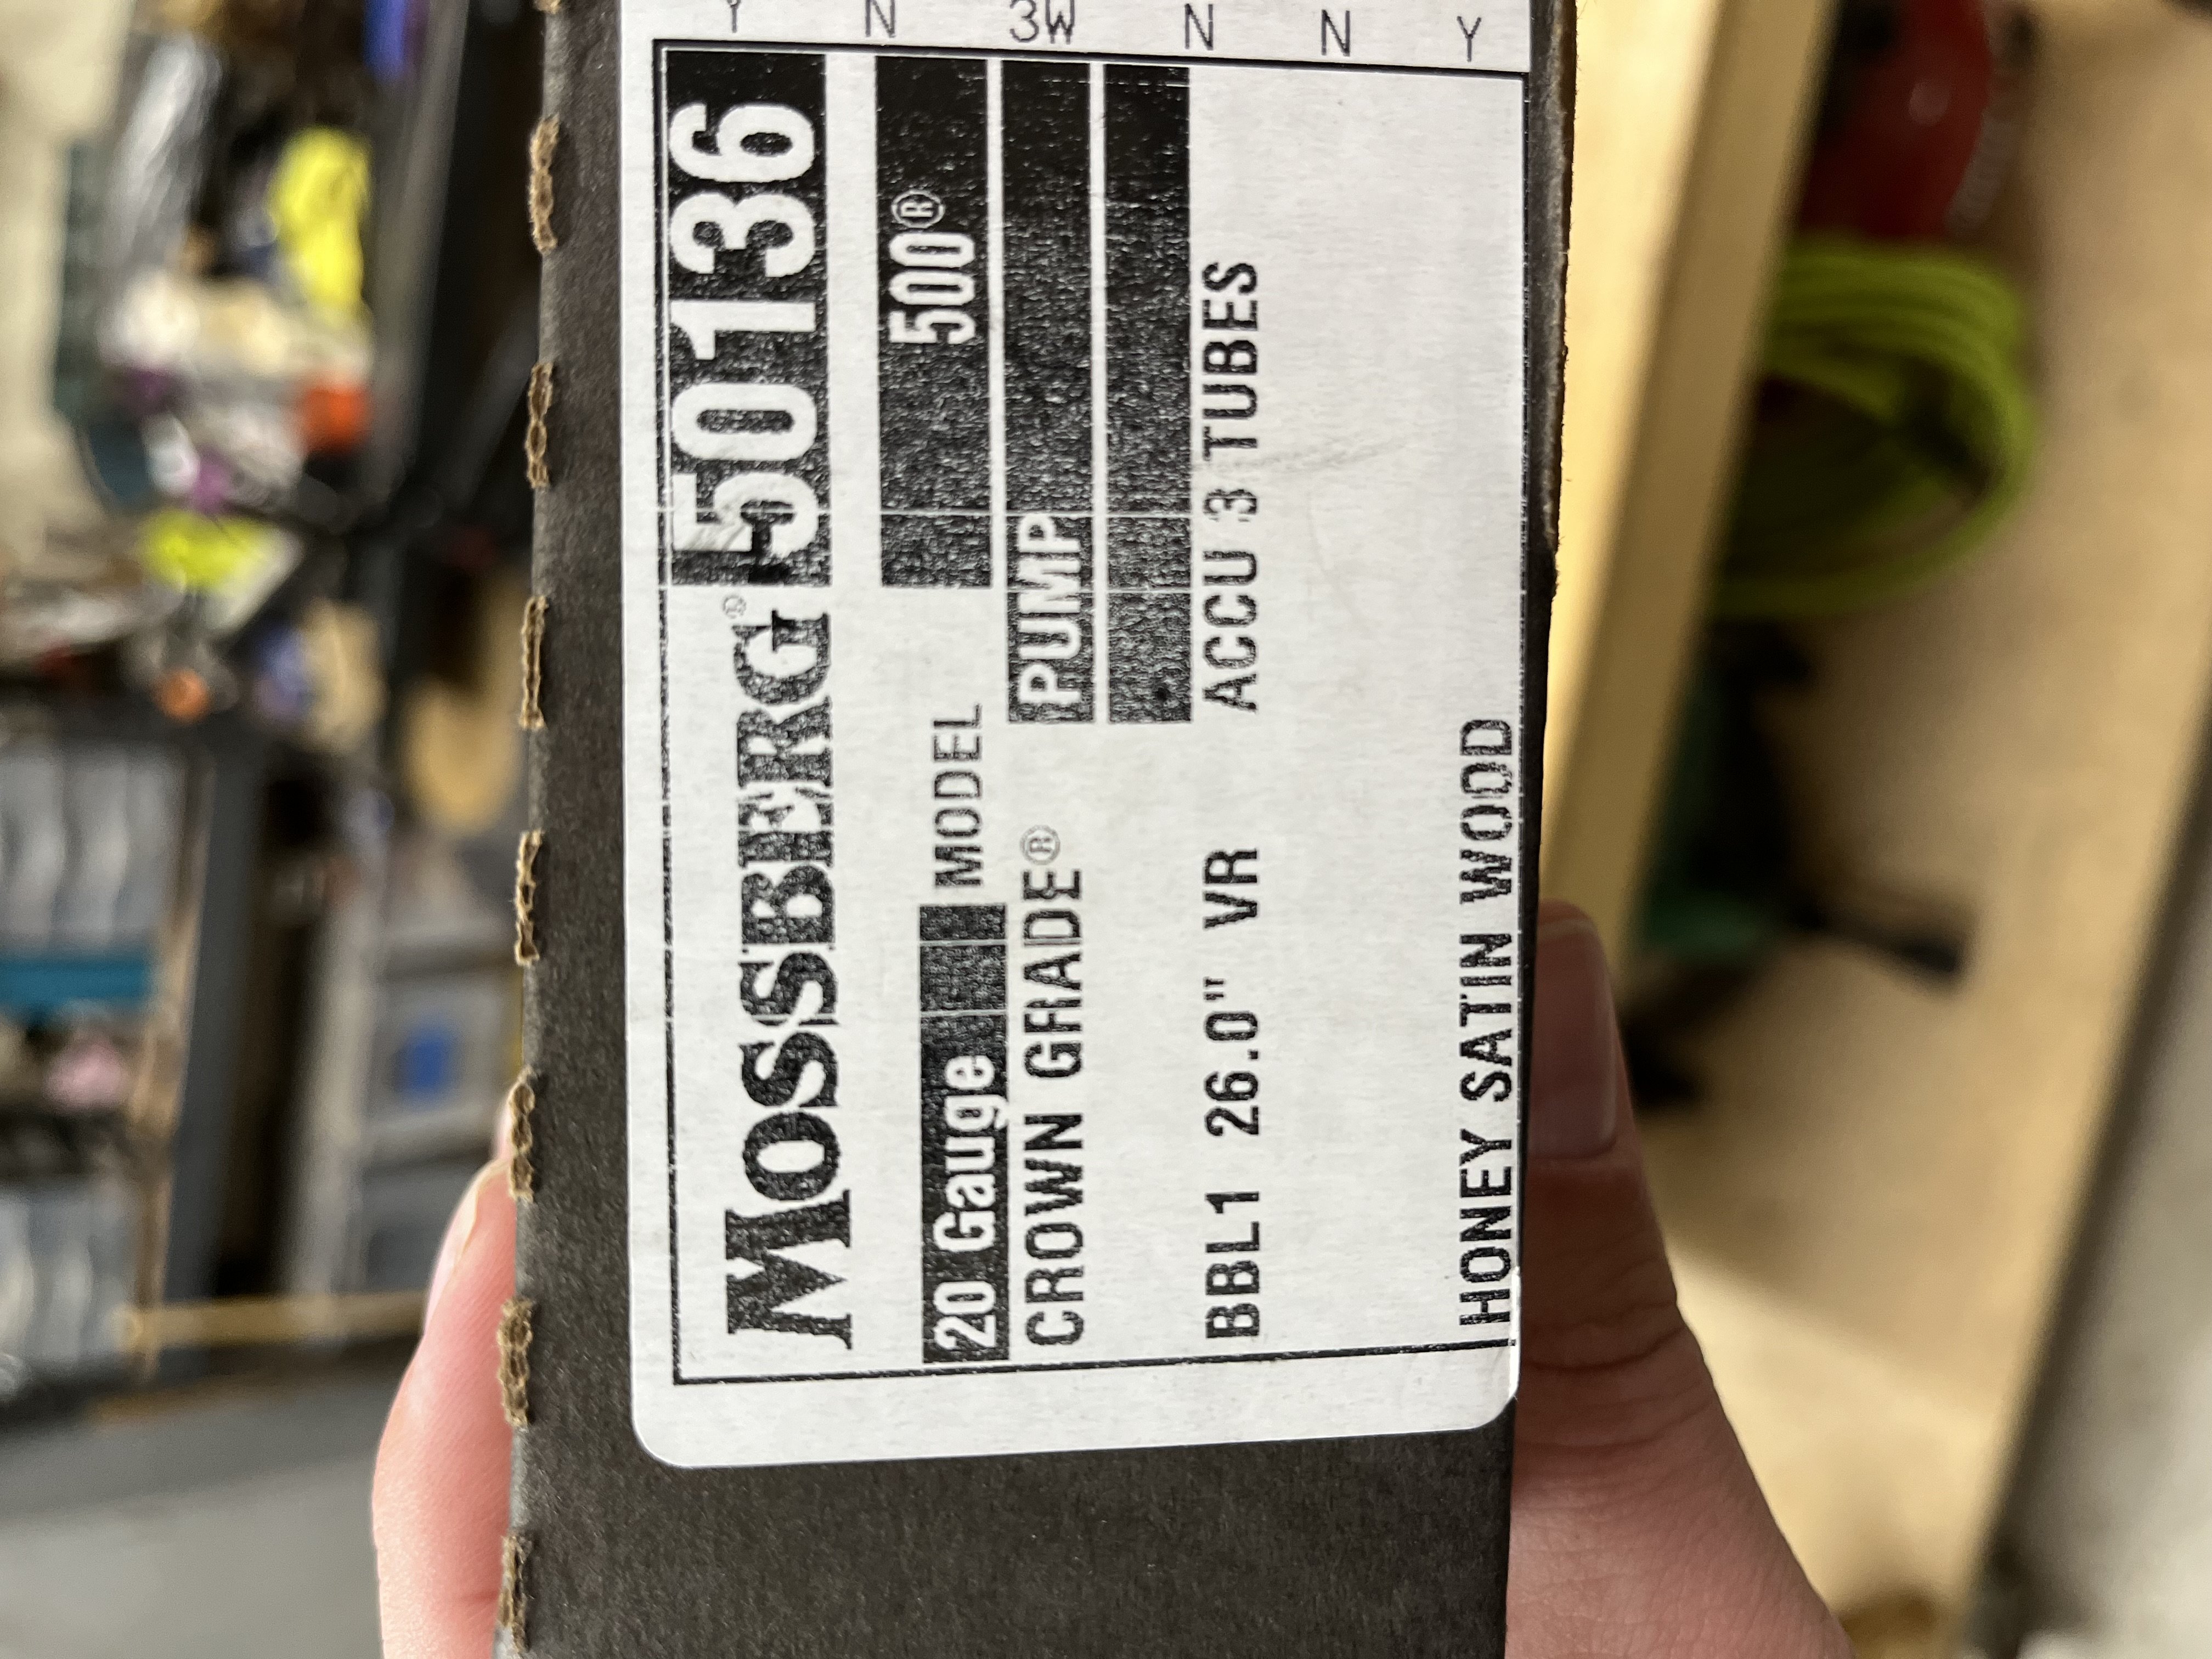 MOSSBERG® 50136
20 Gauge MODEL 500®
CROWN GRADE® PUMP
BBL1 26.0" VR ACCU 3 TUBES
HONEY SATIN WOOD
Y
N
3W
N
N
Y